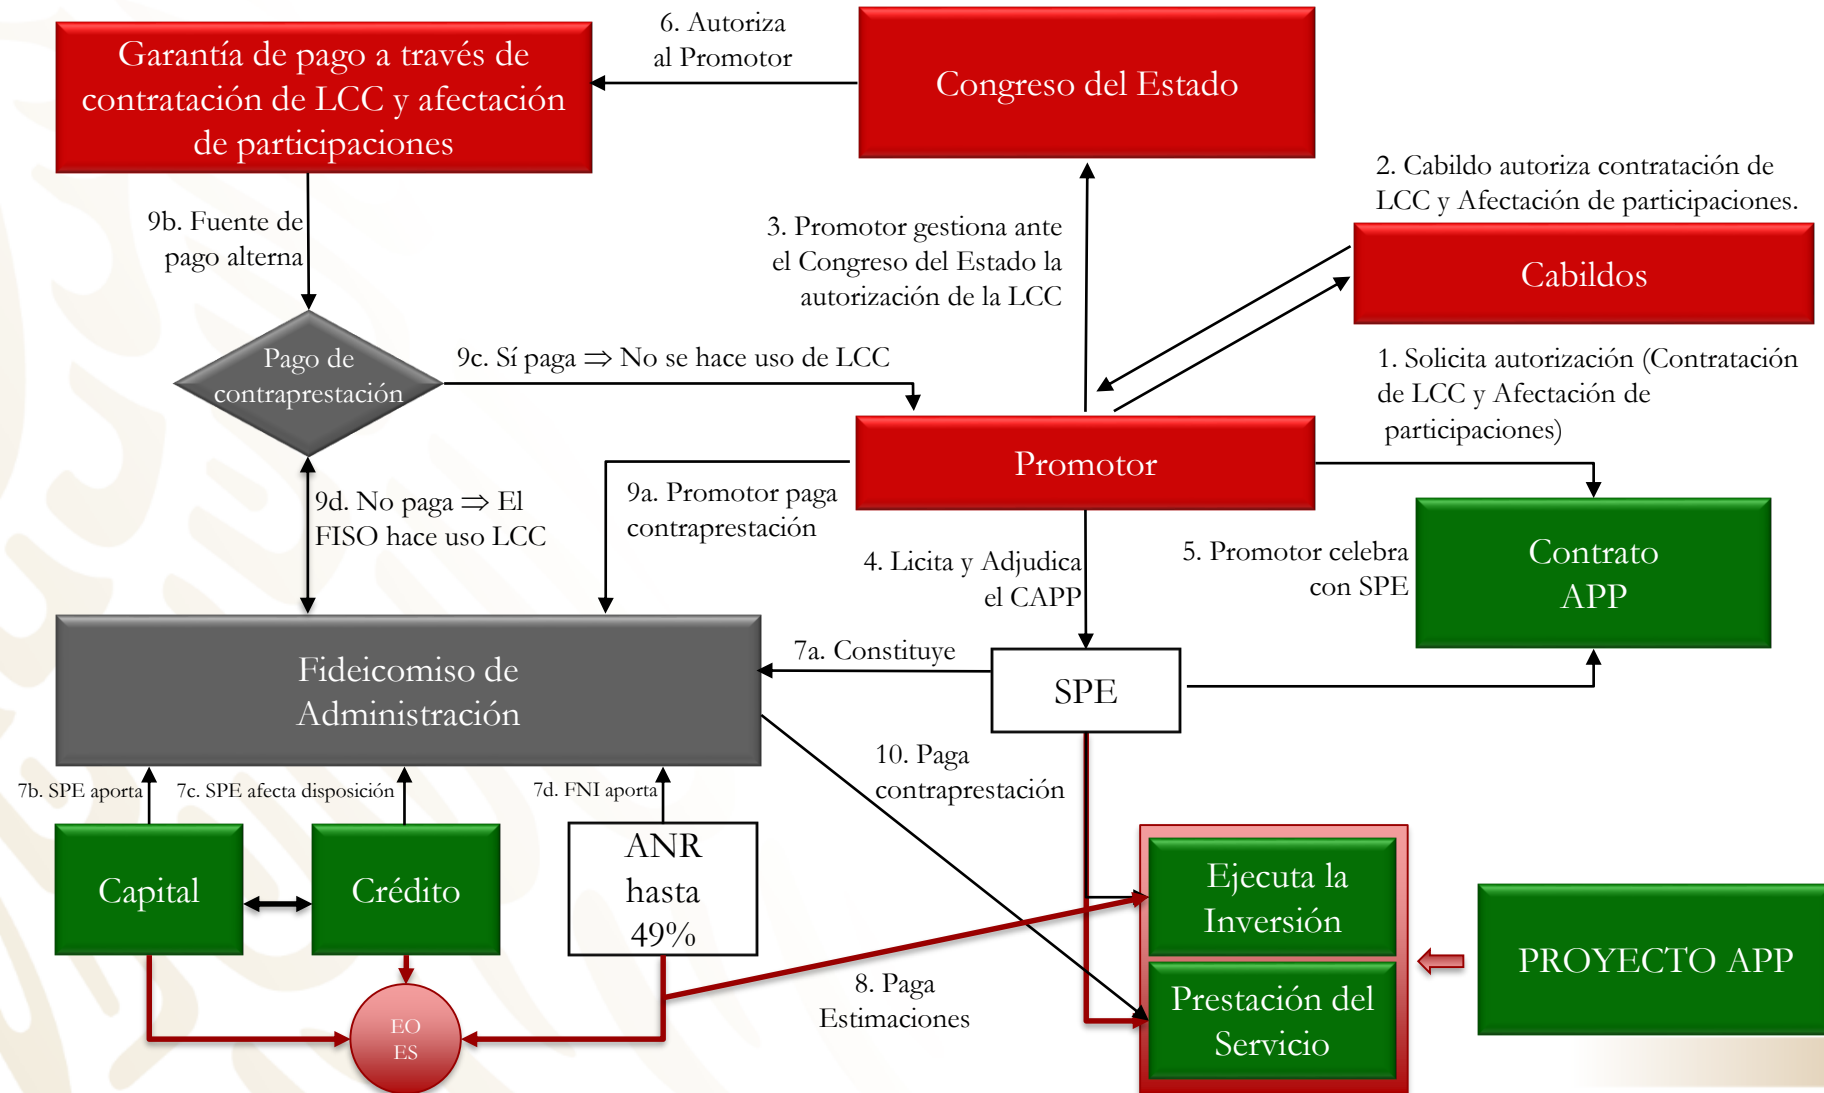 Garantía de pago a través de
contratación de LCC y afectación
de participaciones
6. Autoriza
al Promotor
Congreso del Estado
2. Cabildo autoriza contratación de
LCC y Afectación de participaciones.
9b. Fuente de
pago alterna
3. Promotor gestiona ante
el Congreso del Estado la
autorización de la LCC
Cabildos
Pago de
contraprestación
9c. Sí paga ⇒ No se hace uso de LCC
1. Solicita autorización (Contratación
de LCC y Afectación de
participaciones)
Promotor
9d. No paga ⇒ El
FISO hace uso LCC
9a. Promotor paga
contraprestación
4. Licita y Adjudica
el CAPP
5. Promotor celebra
con SPE
Contrato
APP
Fideicomiso de
Administración
7a. Constituye
SPE
7b. SPE aporta
7c. SPE afecta disposición
7d. FNI aporta
10. Paga
contraprestación
Capital
Crédito
ANR
hasta
49%
Ejecuta la
Inversión
PROYECTO APP
8. Paga
Estimaciones
Prestación del
Servicio
EO
ES